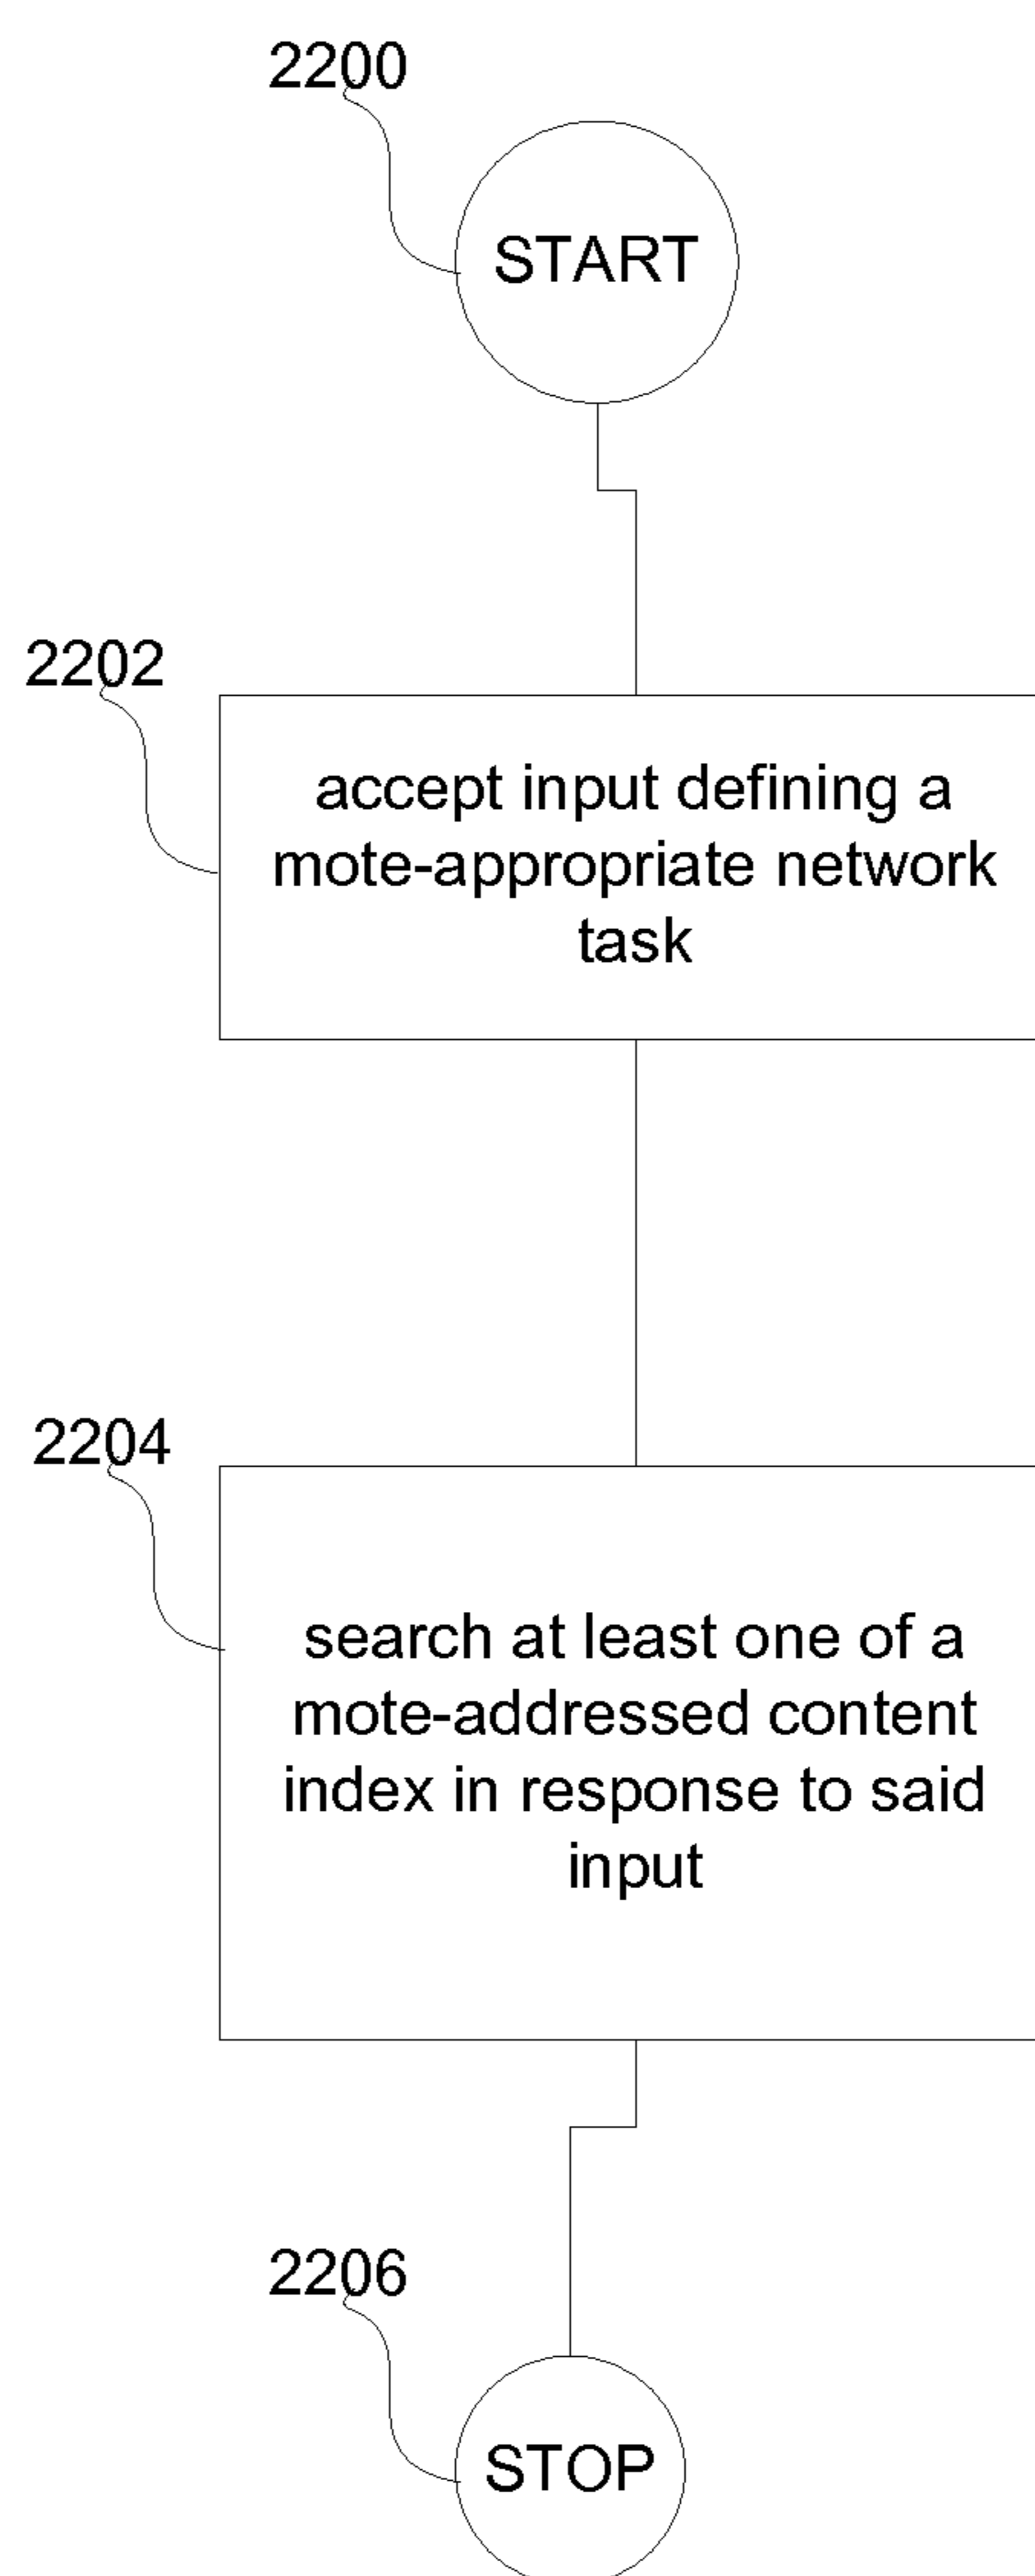 2200
START
2202
accept input defining a
mote-appropriate network
task
2204
search at least one of a
mote-addressed content
index in response to said
input
2206
STOP